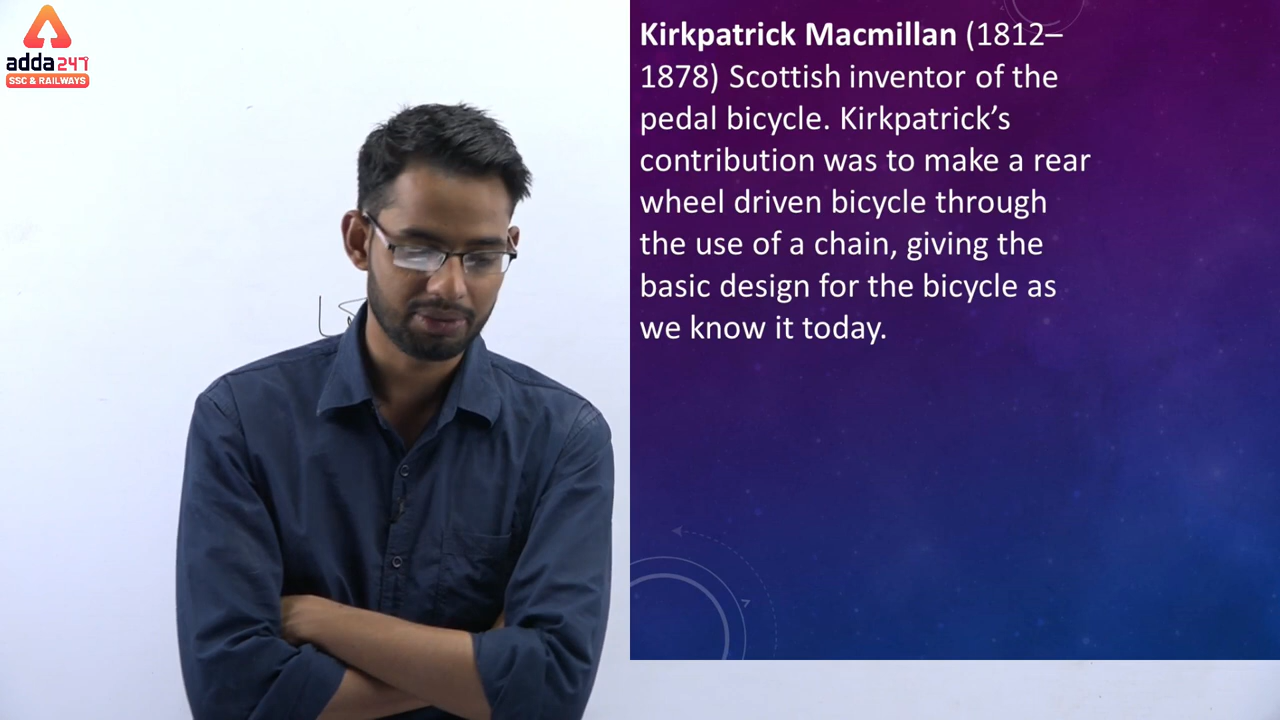 adda247
SSC & RAILWAYS
Kirkpatrick Macmillan (1812–
1878) Scottish inventor of the
pedal bicycle. Kirkpatrick’s
contribution was to make a rear
wheel driven bicycle through
the use of a chain, giving the
basic design for the bicycle as
we know it today.